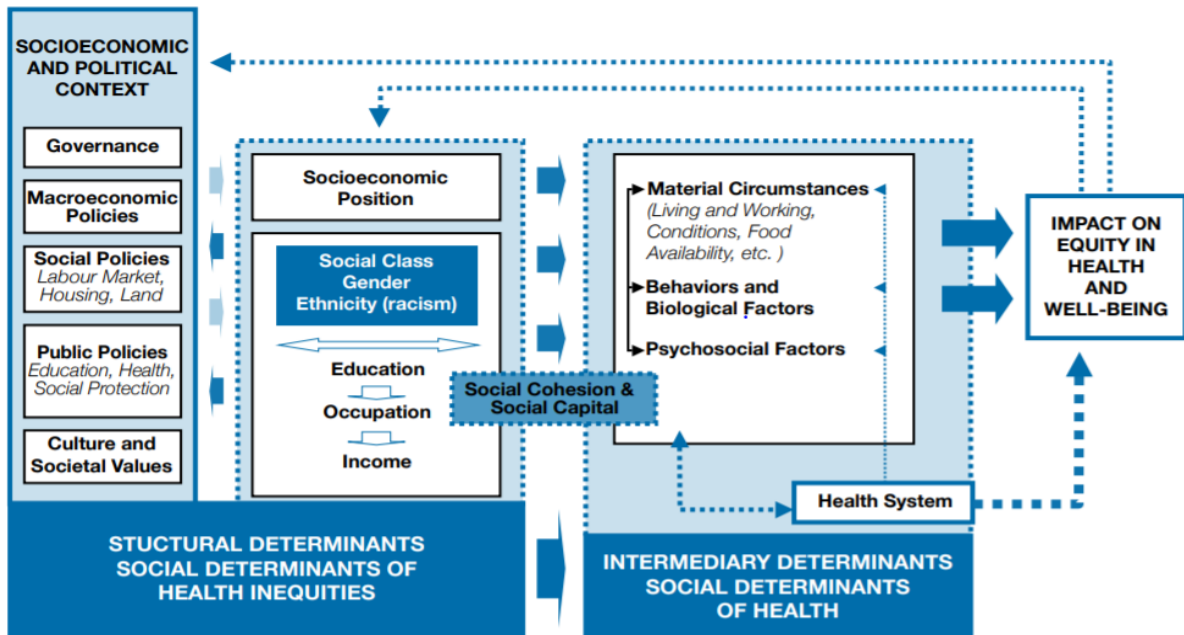 SOCIOECONOMIC
AND POLITICAL
CONTEXT
Governance
Macroeconomic
Policies
Social Policies
Labour Market,
Housing, Land
Public Policies
Education, Health,
Social Protection
Culture and
Societal Values
Socioeconomic
Position
Social Class
Gender
Ethnicity (racism)
Education
Occupation
Income
Social Cohesion &
Social Capital
Material Circumstances
(Living and Working,
Conditions, Food
Availability, etc. )
Behaviors and
Biological Factors
Psychosocial Factors
Health System
IMPACT ON
EQUITY IN
HEALTH
AND
WELL-BEING
STUCTURAL DETERMINANTS
SOCIAL DETERMINANTS OF
HEALTH INEQUITIES
INTERMEDIARY DETERMINANTS
SOCIAL DETERMINANTS
OF HEALTH